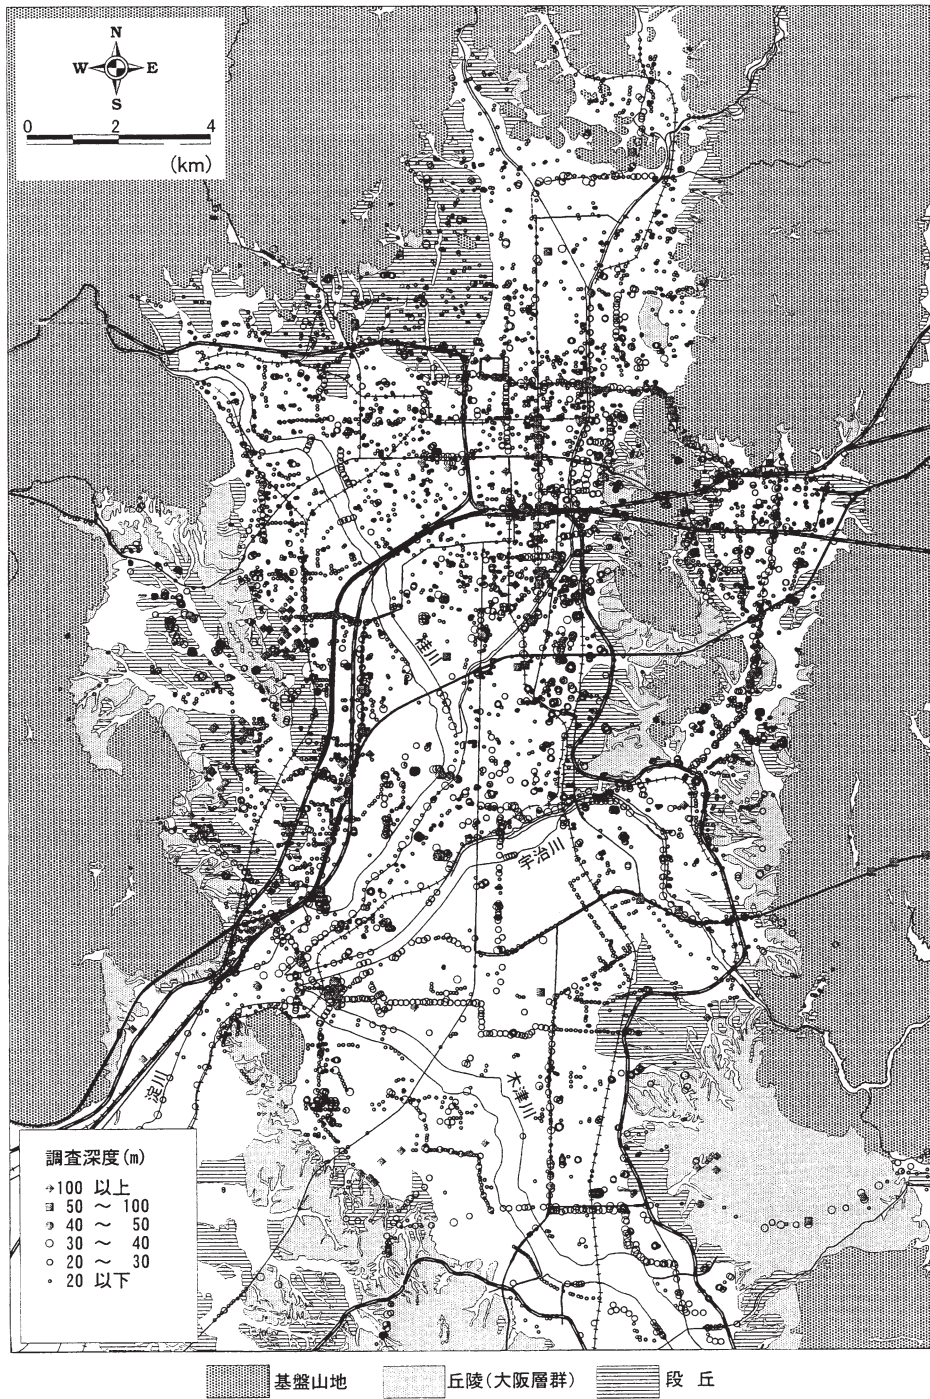 N
W E
S
0 2 4
(km)
桂川
宇治川
淀川
木津川
調査深度(m)
100 以上
50 ～ 100
40 ～ 50
30 ～ 40
20 ～ 30
20 以下
基盤山地
丘陵(大阪層群)
段 丘